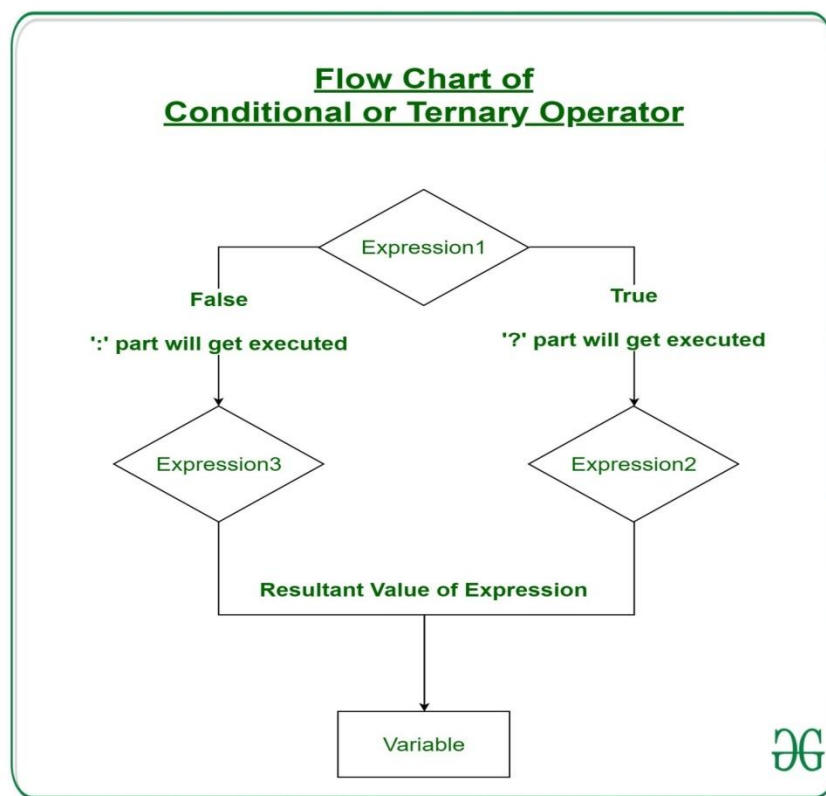 Flow Chart of
Conditional or Ternary Operator
Expression1
False
True
':' part will get executed
'?' part will get executed
Expression3
Expression2
Resultant Value of Expression
Variable